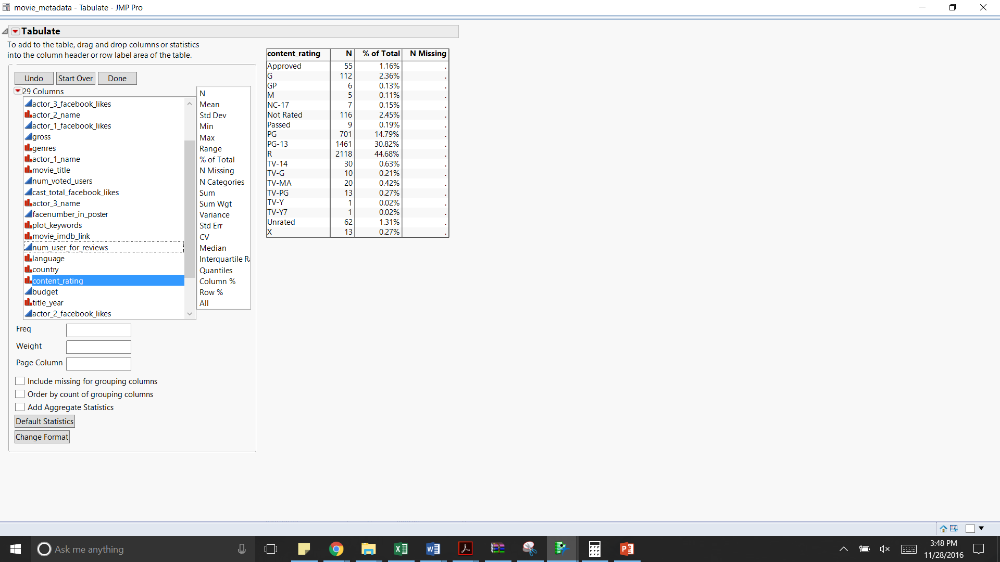 movie_metadata - Tabulate - JMP Pro
Tabulate
To add to the table, drag and drop columns or statistics
into the column header or row label area of the table.
Undo Start Over Done
29 Columns
actor_3_facebook_likes
actor_2_name
actor_1_facebook_likes
gross
genres
actor_1_name
movie_title
num_voted_users
cast_total_facebook_likes
actor_3_name
facenumber_in_poster
plot_keywords
movie_imdb_link
num_user_for_reviews
language
country
content_rating
budget
title_year
actor_2_facebook_likes
N
Mean
Std Dev
Min
Max
Range
% of Total
N Missing
N Categories
Sum
Sum Wgt
Variance
Std Err
CV
Median
Interquartile Ra
Quantiles
Column %
Row %
All
Freq
Weight
Page Column
Include missing for grouping columns
Order by count of grouping columns
Add Aggregate Statistics
Default Statistics
Change Format
content_rating N % of Total N Missing
Approved 55 1.16% .
G 112 2.36% .
GP 6 0.13% .
M 5 0.11% .
NC-17 7 0.15% .
Not Rated 116 2.45% .
Passed 9 0.19% .
PG 701 14.79% .
PG-13 1461 30.82% .
R 2118 44.68% .
TV-14 30 0.63% .
TV-G 10 0.21% .
TV-MA 20 0.42% .
TV-PG 13 0.27% .
TV-Y 1 0.02% .
TV-Y7 1 0.02% .
Unrated 62 1.31% .
X 13 0.27% .
Ask me anything
3:48 PM
11/28/2016